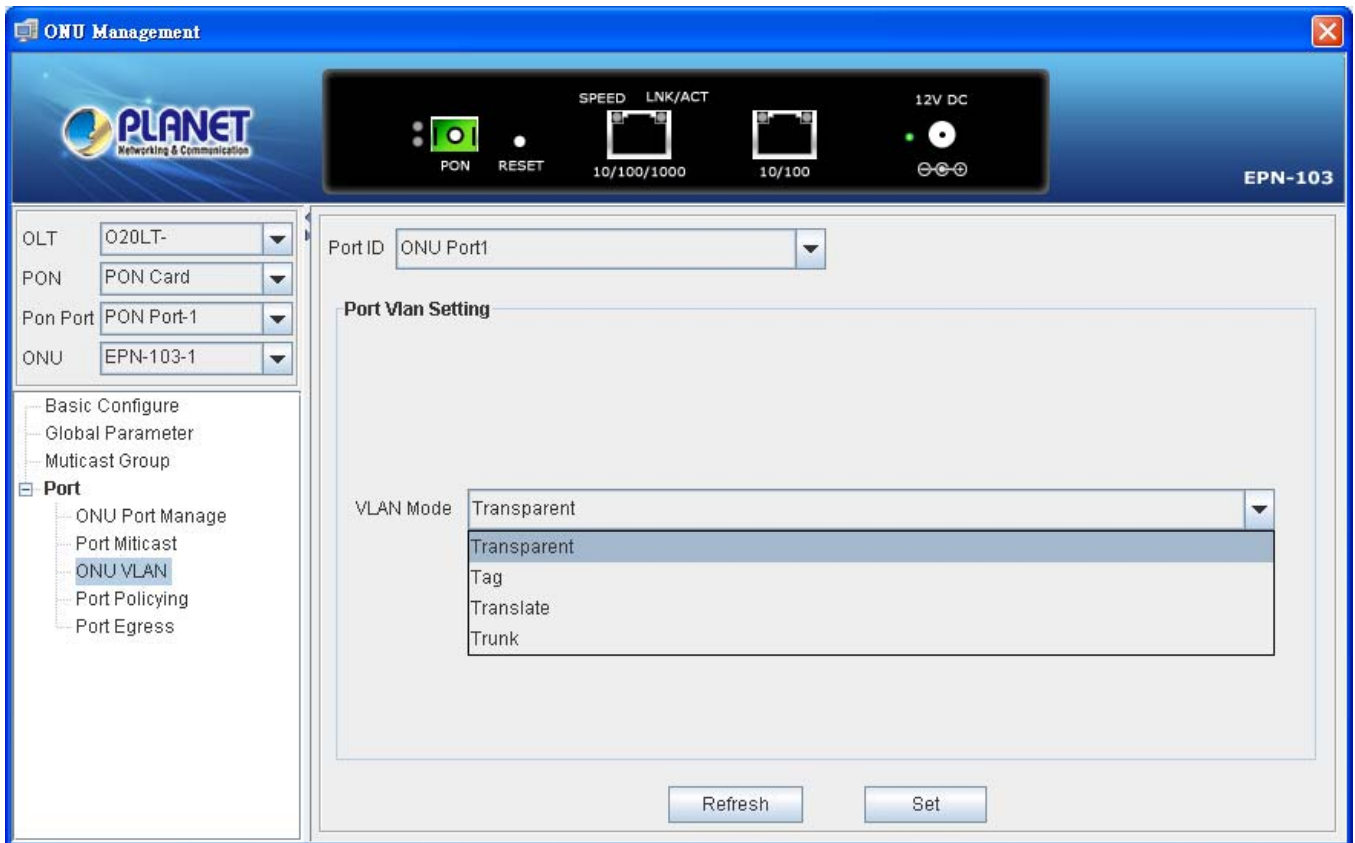 ONU Management
PLANET
Networking & Communication
SPEED LNK/ACT
12V DC
PON
RESET
10/100/1000
10/100
EPN-103
OLT O20LT-
PON PON Card
Pon Port PON Port-1
ONU EPN-103-1
Basic Configure
Global Parameter
Muticast Group
Port
ONU Port Manage
Port Miticast
ONU VLAN
Port Policying
Port Egress
Port ID ONU Port1
Port Vlan Setting
VLAN Mode Transparent
Transparent
Tag
Translate
Trunk
Refresh Set